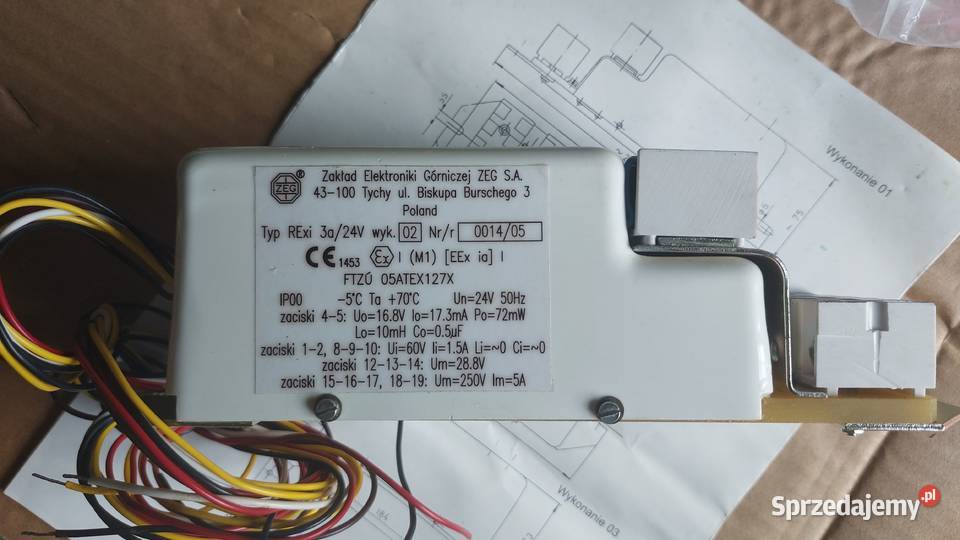 ZEG
®
Zakład Elektroniki Górniczej ZEG S.A.
43-100 Tychy ul. Biskupa Burschego 3
Poland
Typ RExi 3a/24V wyk. 02 Nr/r 0014/05
CE 1453 Ex I (M1) [EEx ia] I
FTZÚ 05ATEX127X
IP00 -5°C Ta +70°C Un=24V 50Hz
zaciski 4-5: Uo=16.8V Io=17.3mA Po=72mW
Lo=10mH Co=0.5µF
zaciski 1-2, 8-9-10: Ui=60V Ii=1.5A Li=~0 Ci=~0
zaciski 12-13-14: Um=28.8V
zaciski 15-16-17, 18-19: Um=250V Im=5A
Wykonanie 01
75
25
Wykonanie 03
184
Sprzedajemy.pl